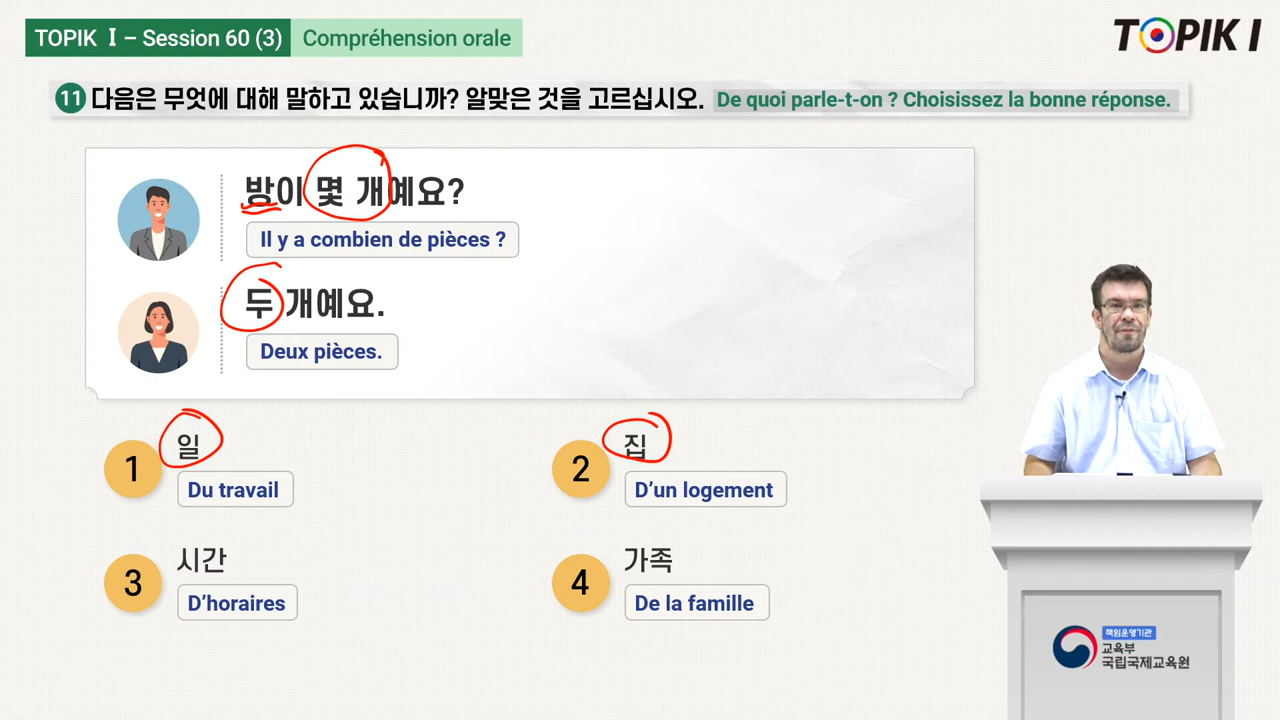 TOPIK Ⅰ – Session 60 (3) Compréhension orale
TOPIK I
11 다음은 무엇에 대해 말하고 있습니까? 알맞은 것을 고르십시오. De quoi parle-t-on ? Choisissez la bonne réponse.
방이 몇 개예요?
Il y a combien de pièces ?
두 개예요.
Deux pièces.
1 일
Du travail
2 집
D’un logement
3 시간
D’horaires
4 가족
De la famille
책임운영기관
교육부
국립국제교육원